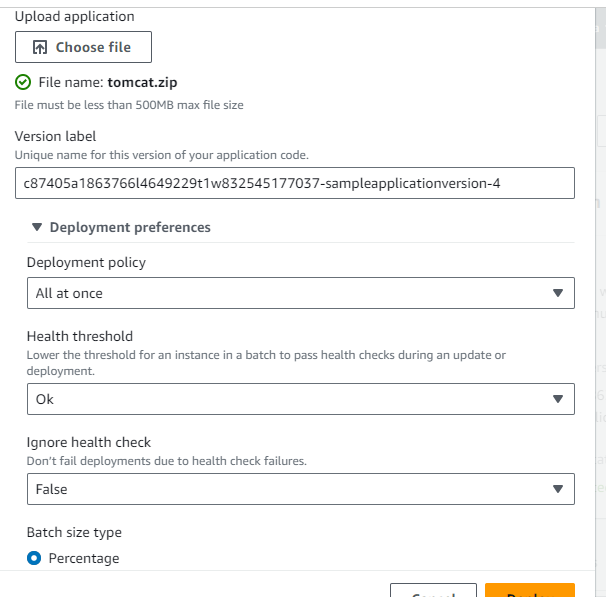 Upload application
Choose file
File name: tomcat.zip
File must be less than 500MB max file size
Version label
Unique name for this version of your application code.
c87405a1863766l4649229t1w832545177037-sampleapplicationversion-4
Deployment preferences
Deployment policy
All at once
Health threshold
Lower the threshold for an instance in a batch to pass health checks during an update or
deployment.
Ok
Ignore health check
Don't fail deployments due to health check failures.
False
Batch size type
Percentage